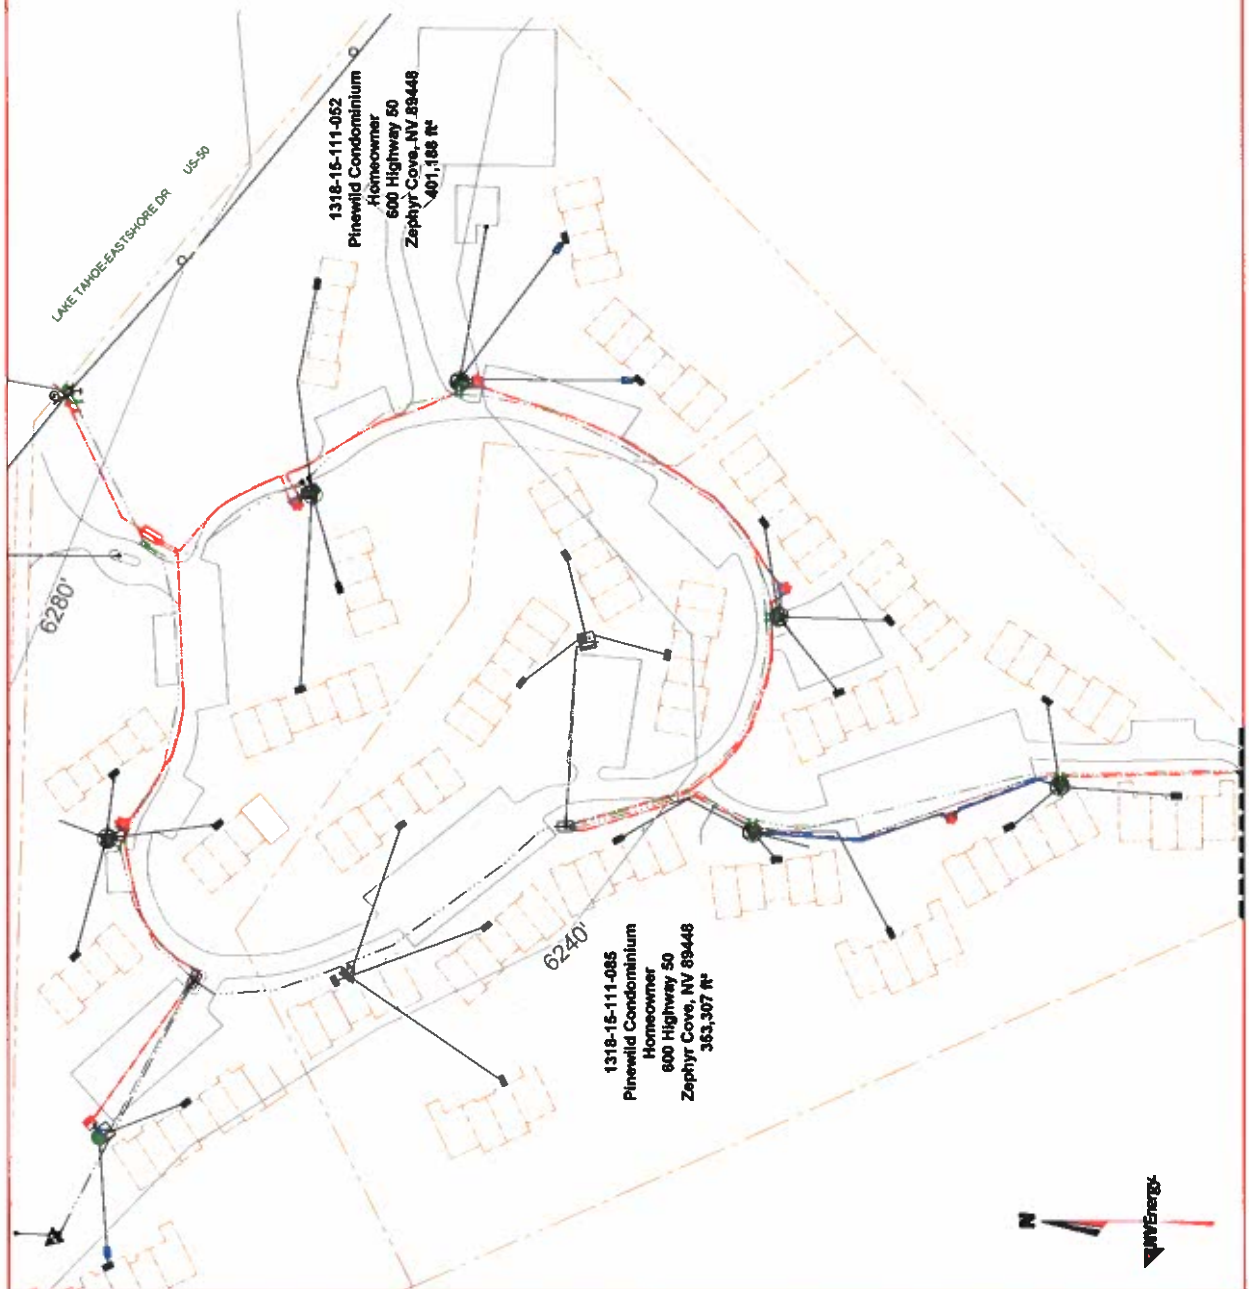 LAKE TAHOE-EASTSHORE DR US-50
1318-15-111-052
Pinewild Condominium
Homeowner
600 Highway 50
Zephyr Cove, NV 89448
401,188 ft²
6280'
6240'
1318-15-111-085
Pinewild Condominium
Homeowner
600 Highway 50
Zephyr Cove, NV 89448
353,307 ft²
N
NVEnergy